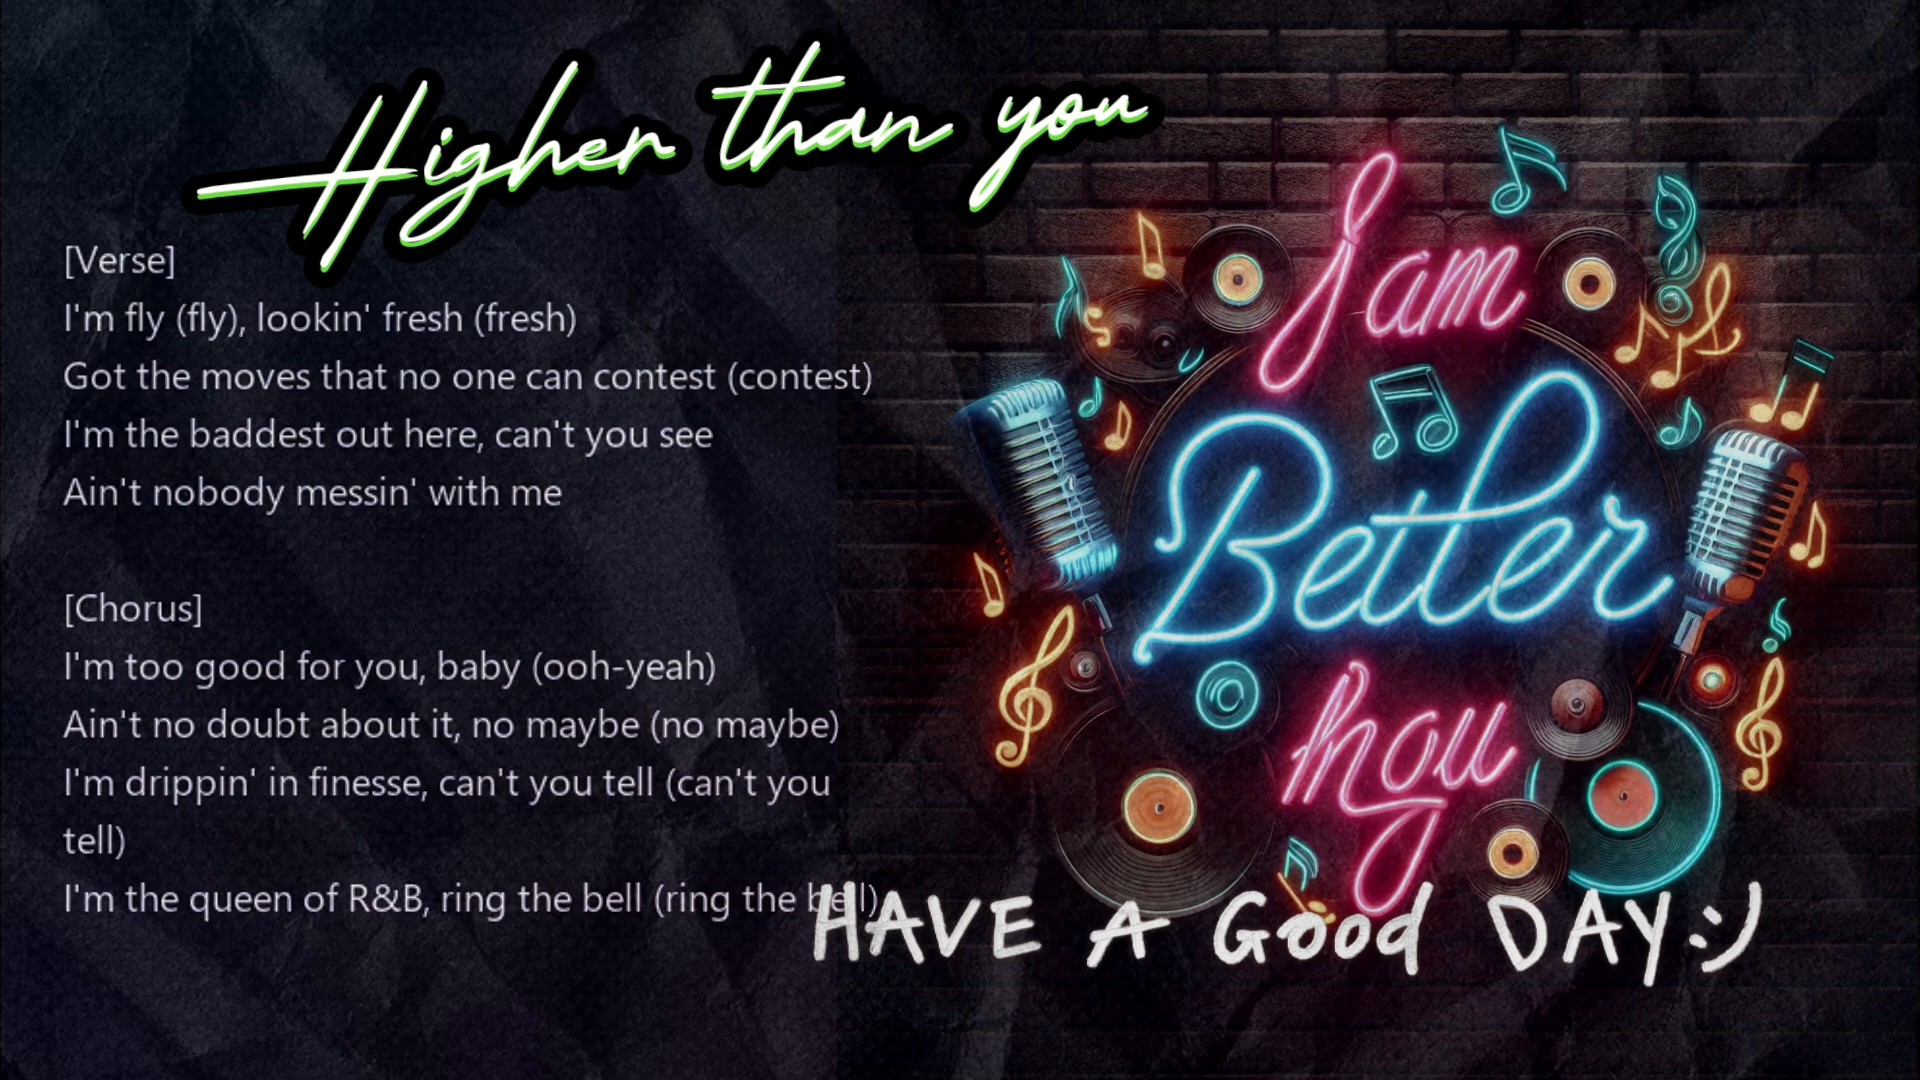 Higher than you
[Verse]
I'm fly (fly), lookin' fresh (fresh)
Got the moves that no one can contest (contest)
I'm the baddest out here, can't you see
Ain't nobody messin' with me
[Chorus]
I'm too good for you, baby (ooh-yeah)
Ain't no doubt about it, no maybe (no maybe)
I'm drippin' in finesse, can't you tell (can't you
tell)
I'm the queen of R&B, ring the bell (ring the bell)
I am
Better
HAVE A Good DAY :)